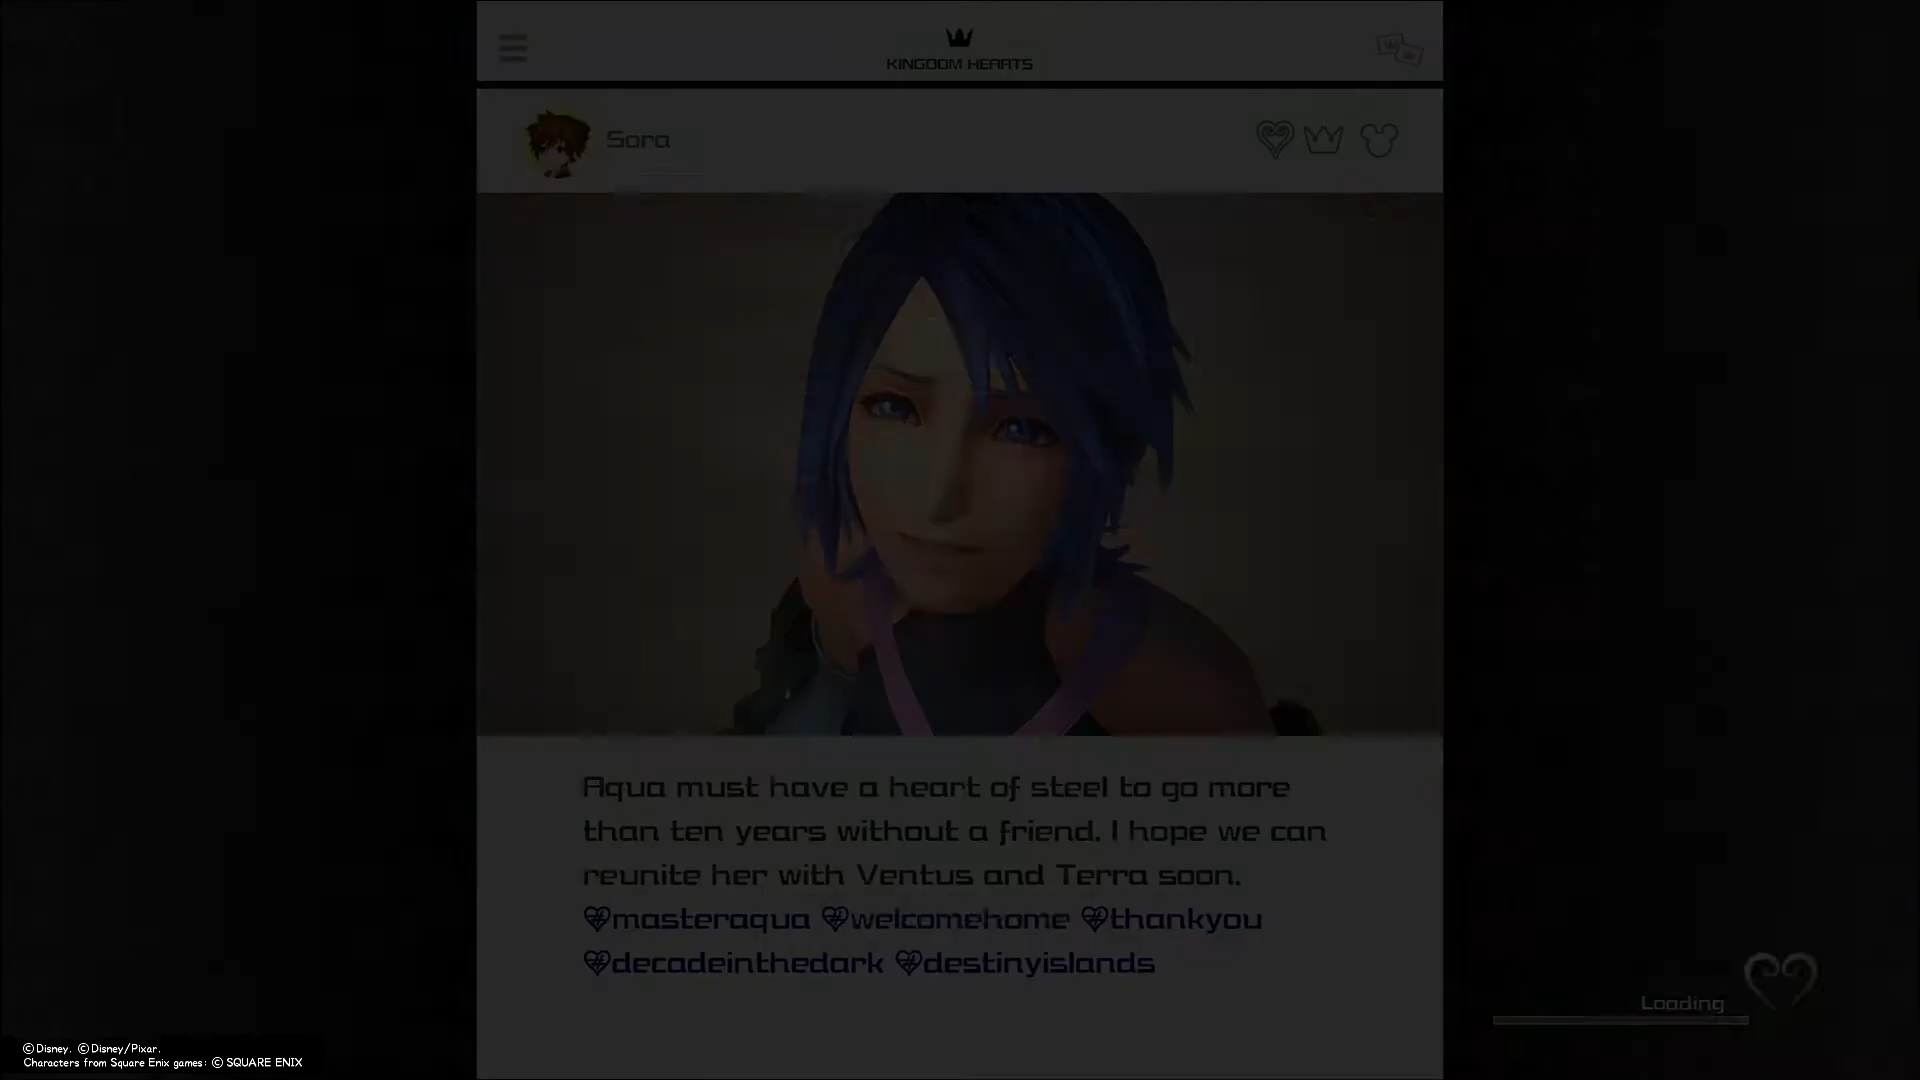 KINGDOM HEARTS
Sora
Aqua must have a heart of steel to go more
than ten years without a friend. I hope we can
reunite her with Ventus and Terra soon.
#masteraqua #welcomehome #thankyou
#decadeinthedark #destinyislands
Loading
©Disney. ©Disney/Pixar.
Characters from Square Enix games: © SQUARE ENIX